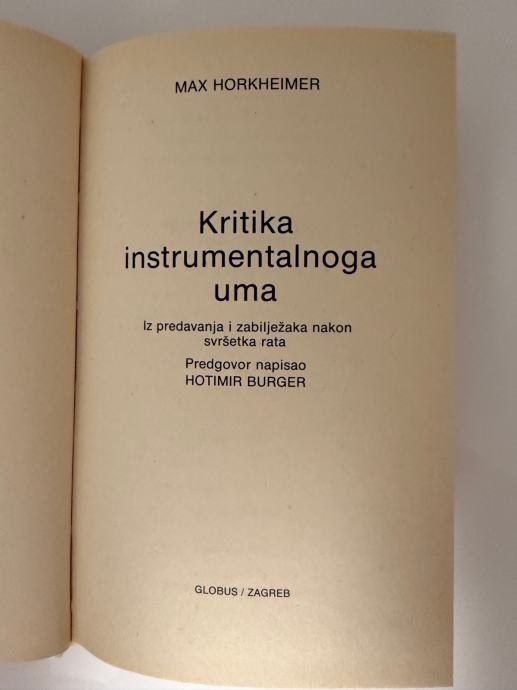 MAX HORKHEIMER
Kritika
instrumentalnoga
uma
Iz predavanja i zabilježaka nakon
svršetka rata
Predgovor napisao
HOTIMIR BURGER
GLOBUS / ZAGREB